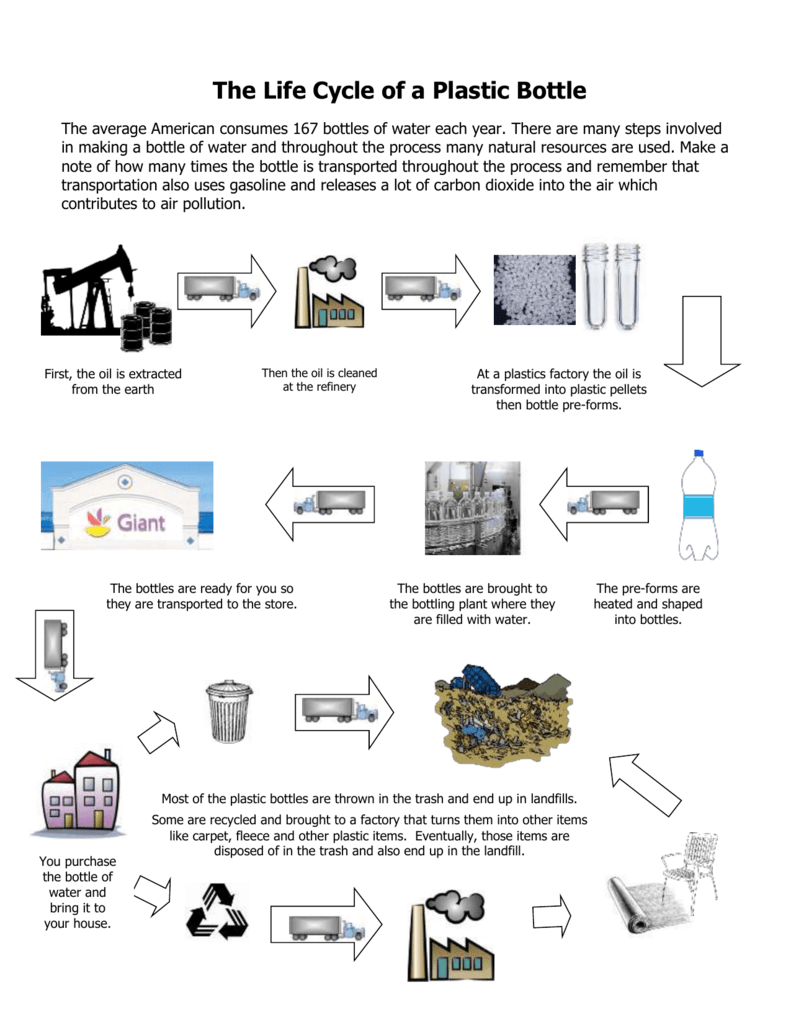 The Life Cycle of a Plastic Bottle
The average American consumes 167 bottles of water each year. There are many steps involved
in making a bottle of water and throughout the process many natural resources are used. Make a
note of how many times the bottle is transported throughout the process and remember that
transportation also uses gasoline and releases a lot of carbon dioxide into the air which
contributes to air pollution.
First, the oil is extracted
from the earth
Then the oil is cleaned
at the refinery
At a plastics factory the oil is
transformed into plastic pellets
then bottle pre-forms.
Giant
The bottles are ready for you so
they are transported to the store.
The bottles are brought to
the bottling plant where they
are filled with water.
The pre-forms are
heated and shaped
into bottles.
Most of the plastic bottles are thrown in the trash and end up in landfills.
Some are recycled and brought to a factory that turns them into other items
like carpet, fleece and other plastic items. Eventually, those items are
disposed of in the trash and also end up in the landfill.
You purchase
the bottle of
water and
bring it to
your house.